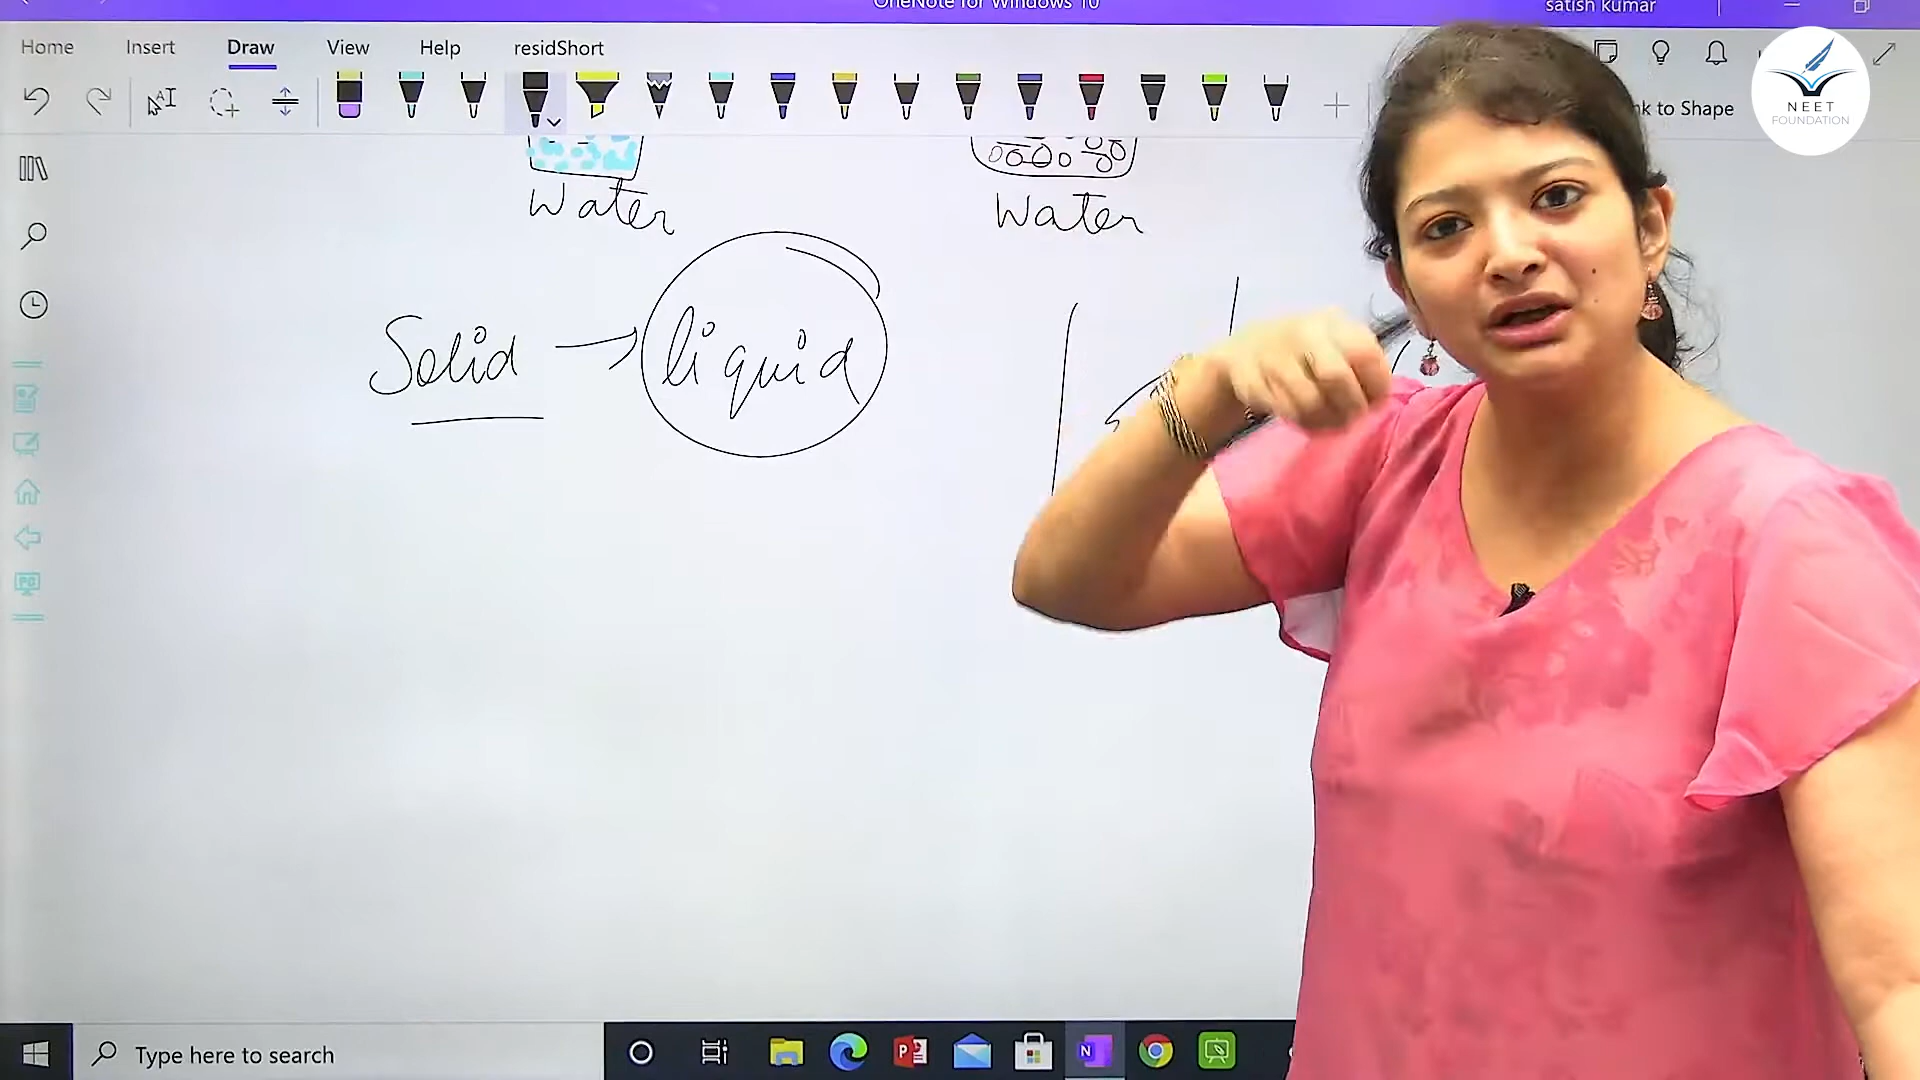 OneNote for Windows 10
satish kumar
Home Insert Draw View Help residShort
nk to Shape
NEET
FOUNDATION
Water
Water
Solid → liquid
Type here to search